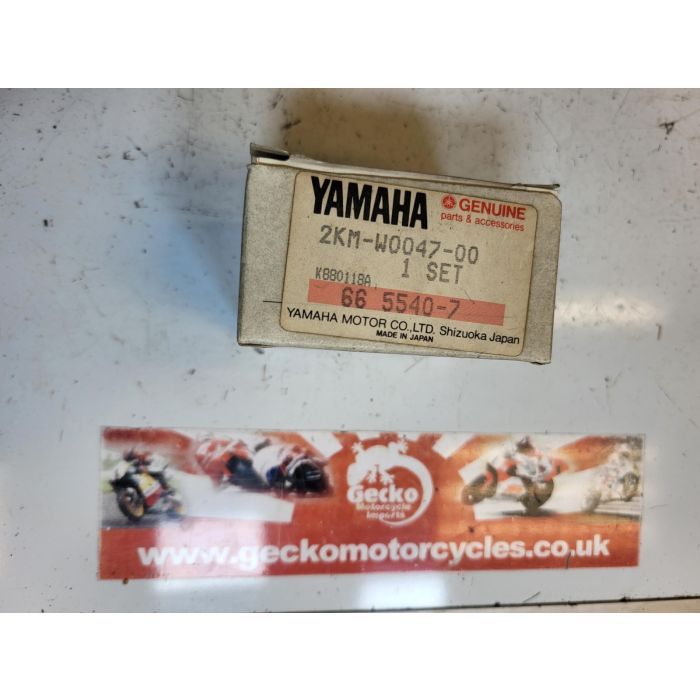 YAMAHA
GENUINE
parts & accessories
2KM-W0047-00
1 SET
K880118A
66 5540-7
YAMAHA MOTOR CO.,LTD. Shizuoka Japan
MADE IN JAPAN
Gecko
Motorcycle
Imports
www.geckomotorcycles.co.uk